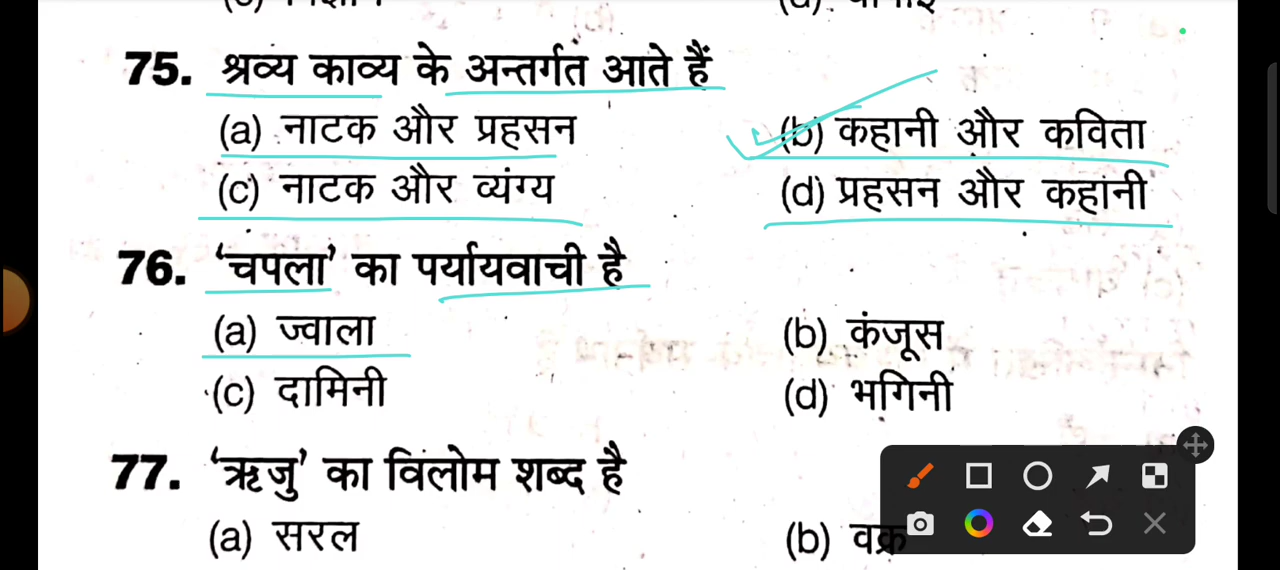 75. श्रव्य काव्य के अन्तर्गत आते हैं
(a) नाटक और प्रहसन (b) कहानी और कविता
(c) नाटक और व्यंग्य (d) प्रहसन और कहानी
76. ‘चपला’ का पर्यायवाची है
(a) ज्वाला (b) कंजूस
(c) दामिनी (d) भगिनी
77. ‘ऋजु’ का विलोम शब्द है
(a) सरल (b) वक्र